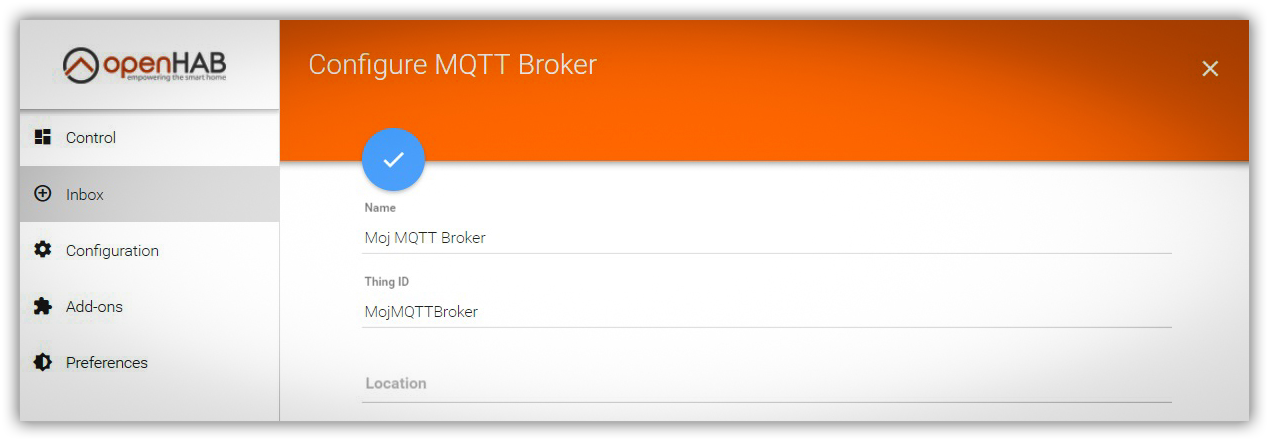 openHAB
empowering the smart home
Configure MQTT Broker
Control
Inbox
Configuration
Add-ons
Preferences
Name
Moj MQTT Broker
Thing ID
MojMQTTBroker
Location